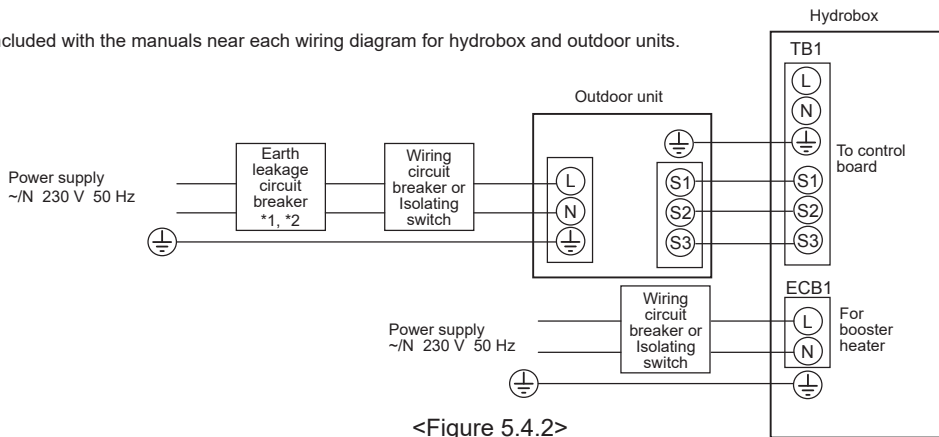 Hydrobox
ncluded with the manuals near each wiring diagram for hydrobox and outdoor units.
TB1
L
N
To control
board
S1
S2
S3
Outdoor unit
Power supply
~/N 230 V 50 Hz
Earth
leakage
circuit
breaker
*1, *2
Wiring
circuit
breaker or
Isolating
switch
L
N
S1
S2
S3
ECB1
L
N
For
booster
heater
Power supply
~/N 230 V 50 Hz
Wiring
circuit
breaker or
Isolating
switch
<Figure 5.4.2>